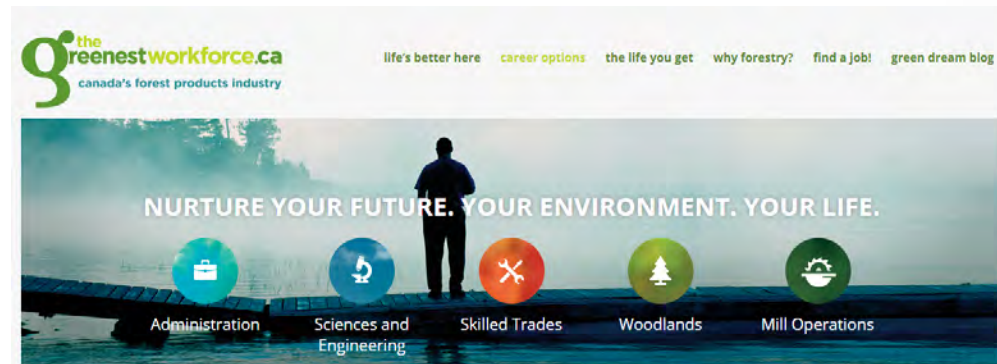 the
greenestworkforce.ca
canada's forest products industry
life's better here career options the life you get why forestry? find a job! green dream blog
NURTURE YOUR FUTURE. YOUR ENVIRONMENT. YOUR LIFE.
Administration Sciences and Engineering Skilled Trades Woodlands Mill Operations